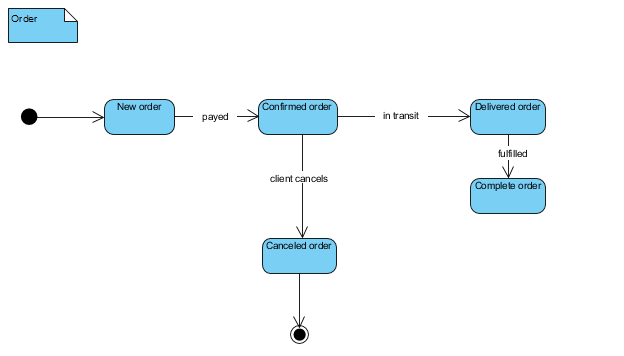 Order
New order
payed
Confirmed order
in transit
Delivered order
fulfilled
client cancels
Complete order
Canceled order